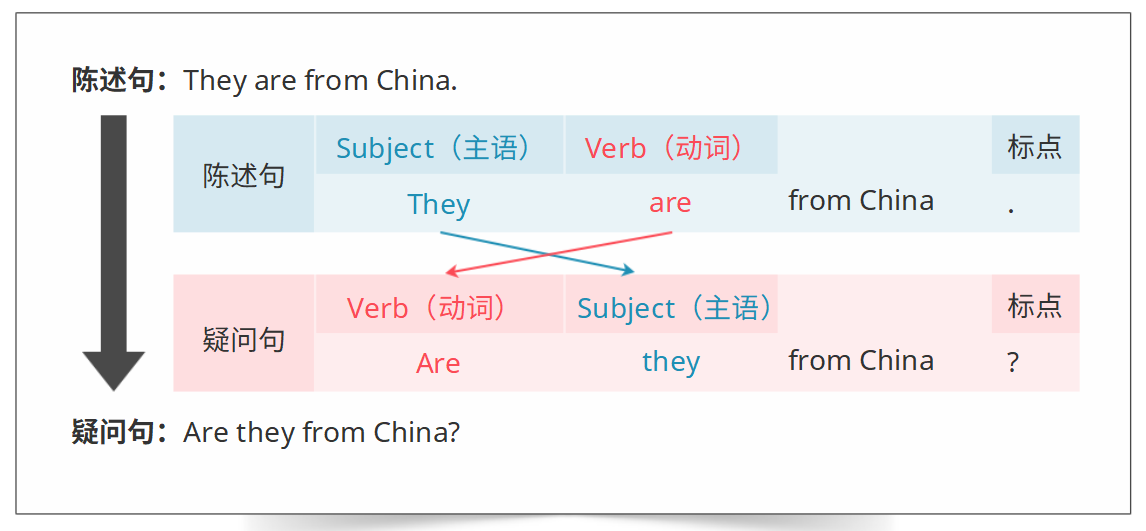 陈述句：They are from China.
陈述句 Subject（主语） Verb（动词） 标点
They are from China .
疑问句 Verb（动词） Subject（主语） 标点
Are they from China ?
疑问句：Are they from China?